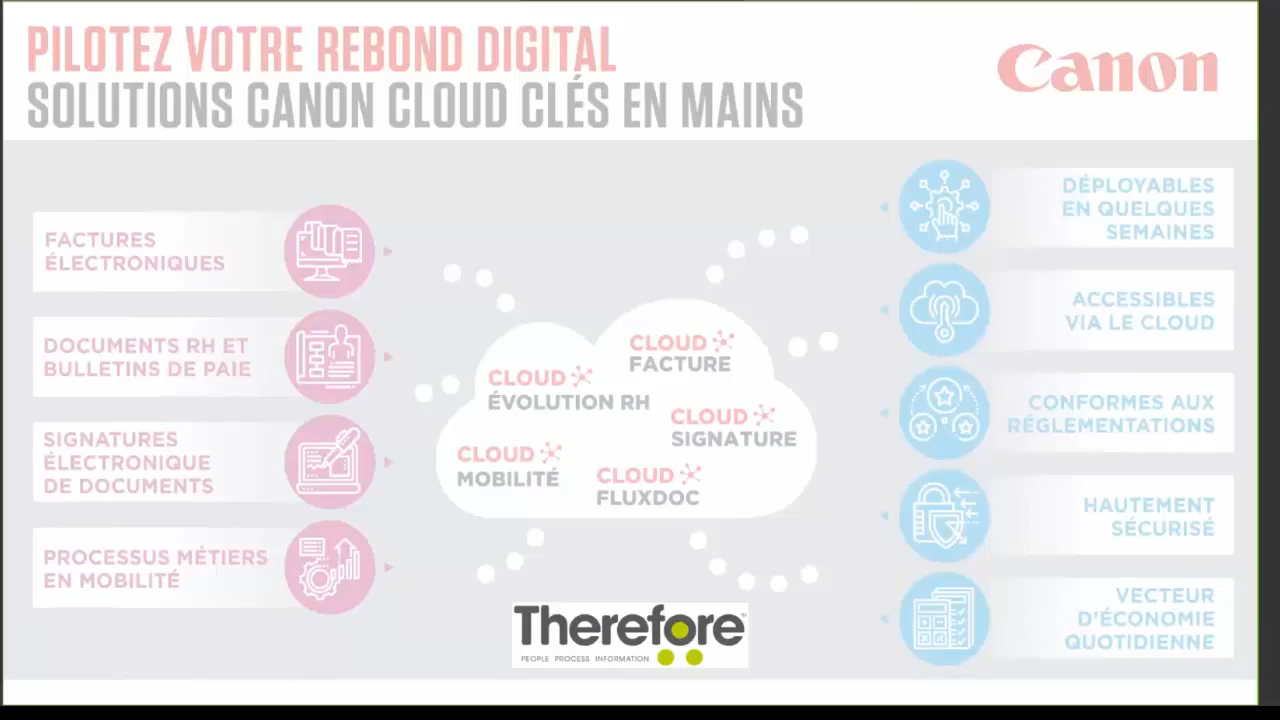 PILOTEZ VOTRE REBOND DIGITAL
SOLUTIONS CANON CLOUD CLÉS EN MAINS
Canon
FACTURES
ÉLECTRONIQUES
DOCUMENTS RH ET
BULLETINS DE PAIE
SIGNATURES
ÉLECTRONIQUE
DE DOCUMENTS
PROCESSUS MÉTIERS
EN MOBILITÉ
CLOUD
FACTURE
CLOUD
ÉVOLUTION RH
CLOUD
SIGNATURE
CLOUD
MOBILITÉ
CLOUD
FLUXDOC
Therefore™
PEOPLE PROCESS INFORMATION
DÉPLOYABLES
EN QUELQUES
SEMAINES
ACCESSIBLES
VIA LE CLOUD
CONFORMES AUX
RÉGLEMENTATIONS
HAUTEMENT
SÉCURISÉ
VECTEUR
D'ÉCONOMIE
QUOTIDIENNE